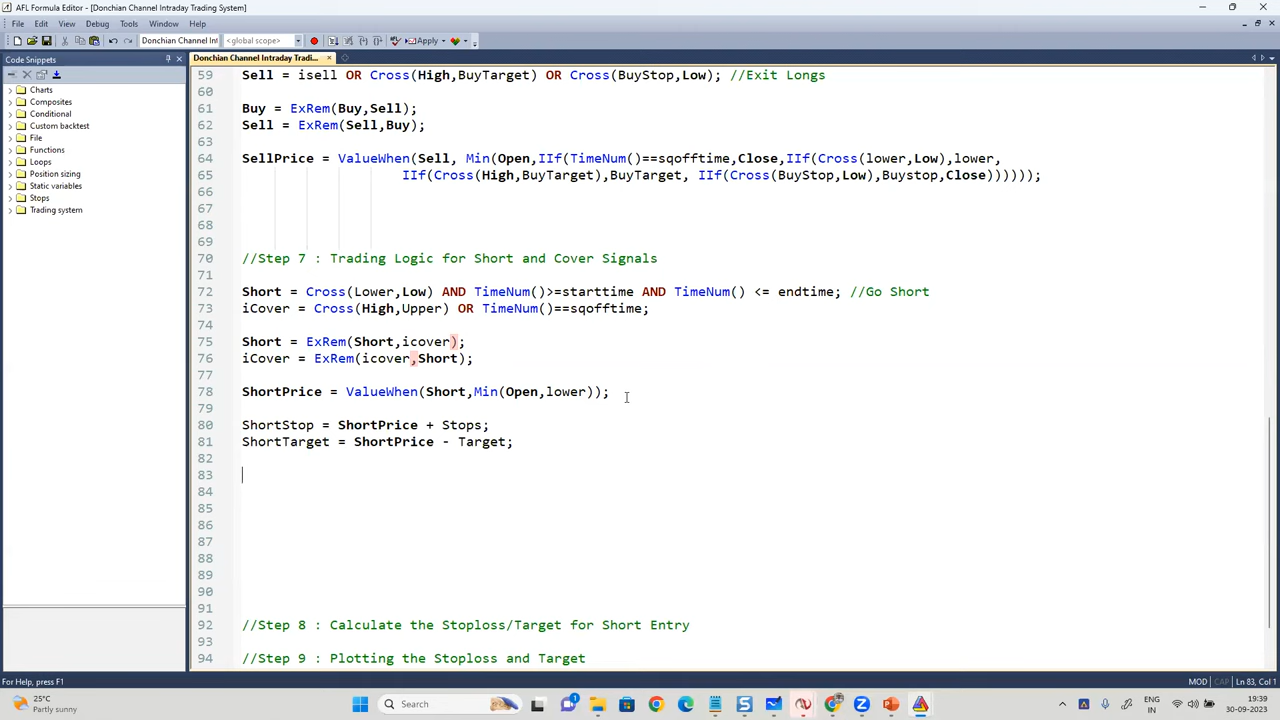 AFL Formula Editor - [Donchian Channel Intraday Trading System]
File Edit View Debug Tools Window Help
Donchian Channel Int <global scope> Apply
Code Snippets
Charts
Composites
Conditional
Custom backtest
File
Functions
Loops
Position sizing
Static variables
Stops
Trading system
Donchian Channel Intraday Tradi...
59 Sell = isell OR Cross(High,BuyTarget) OR Cross(BuyStop,Low); //Exit Longs
60
61 Buy = ExRem(Buy,Sell);
62 Sell = ExRem(Sell,Buy);
63
64 SellPrice = ValueWhen(Sell, Min(Open,IIf(TimeNum()==sqofftime,Close,IIf(Cross(lower,Low),lower,
65 IIf(Cross(High,BuyTarget),BuyTarget, IIf(Cross(BuyStop,Low),Buystop,Close))))));
66
67
68
69
70 //Step 7 : Trading Logic for Short and Cover Signals
71
72 Short = Cross(Lower,Low) AND TimeNum()>=starttime AND TimeNum() <= endtime; //Go Short
73 iCover = Cross(High,Upper) OR TimeNum()==sqofftime;
74
75 Short = ExRem(Short,icover);
76 iCover = ExRem(icover,Short);
77
78 ShortPrice = ValueWhen(Short,Min(Open,lower));
79
80 ShortStop = ShortPrice + Stops;
81 ShortTarget = ShortPrice - Target;
82
83
84
85
86
87
88
89
90
91
92 //Step 8 : Calculate the Stoploss/Target for Short Entry
93
94 //Step 9 : Plotting the Stoploss and Target
For Help, press F1
MOD CAP Ln 83, Col 1
25°C
Partly sunny
Search
1
ENG
IN
19:39
30-09-2023